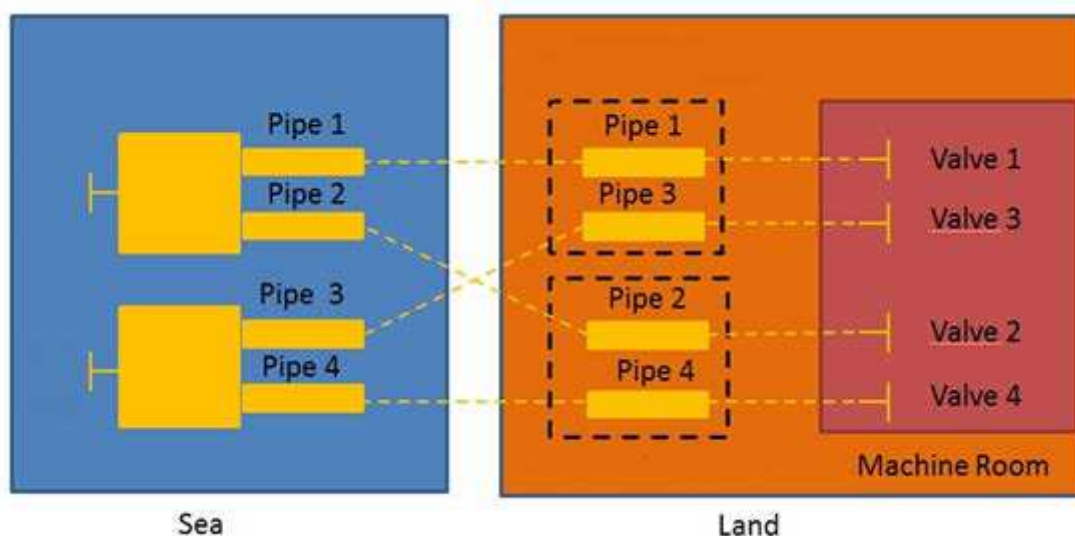 Pipe 1
Pipe 2
Pipe 3
Pipe 4
Sea
Pipe 1
Pipe 3
Pipe 2
Pipe 4
Valve 1
Valve 3
Valve 2
Valve 4
Machine Room
Land